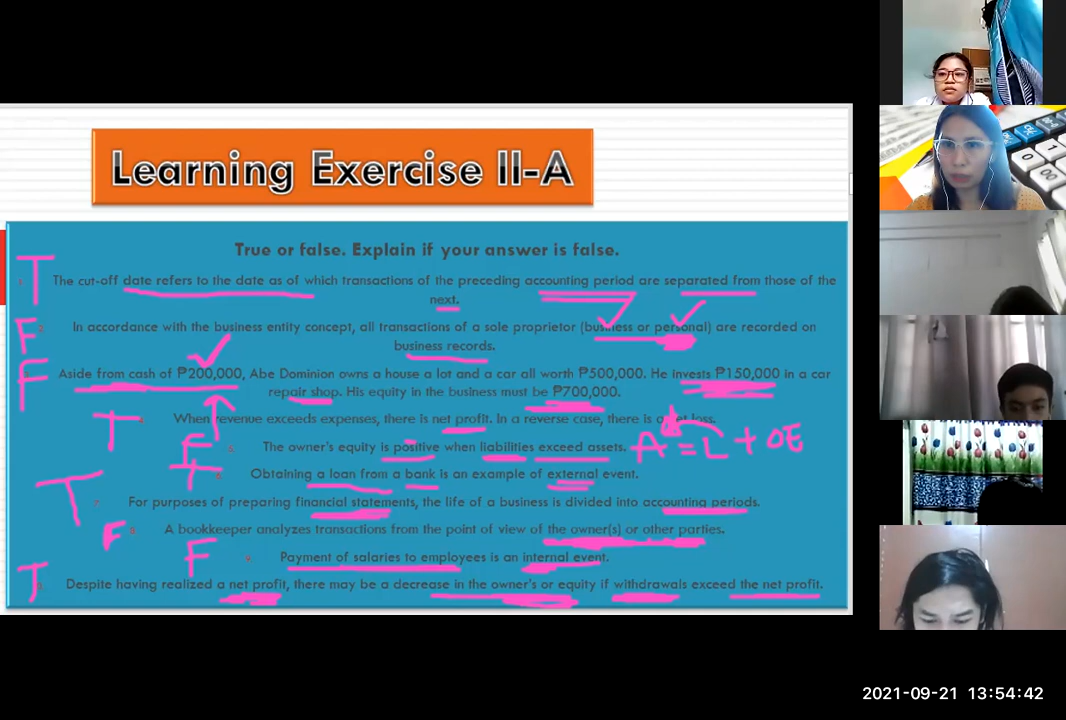 Learning Exercise II-A
True or false. Explain if your answer is false.
T
The cut-off date refers to the date as of which transactions of the preceding accounting period are separated from those of the
next.
F
In accordance with the business entity concept, all transactions of a sole proprietor (business or personal) are recorded on
business records.
F
Aside from cash of ₱200,000, Abe Dominion owns a house a lot and a car all worth ₱500,000. He invests ₱150,000 in a car
repair shop. His equity in the business must be ₱700,000.
T
When revenue exceeds expenses, there is net profit. In a reverse case, there is a net loss.
F
The owner's equity is positive when liabilities exceed assets. A = L + OE
T
Obtaining a loan from a bank is an example of external event.
T
For purposes of preparing financial statements, the life of a business is divided into accounting periods.
F
A bookkeeper analyzes transactions from the point of view of the owner(s) or other parties.
F
Payment of salaries to employees is an internal event.
T
Despite having realized a net profit, there may be a decrease in the owner's or equity if withdrawals exceed the net profit.
2021-09-21 13:54:42